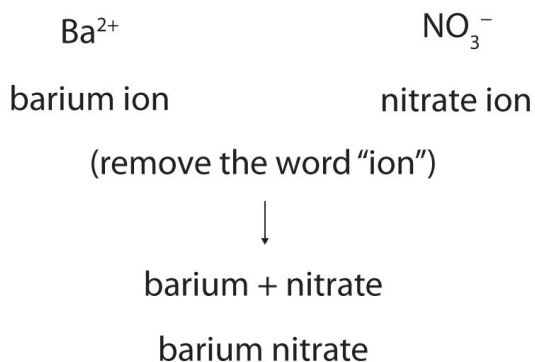 Ba²⁺ NO₃⁻
barium ion nitrate ion
(remove the word “ion”)
barium + nitrate
barium nitrate